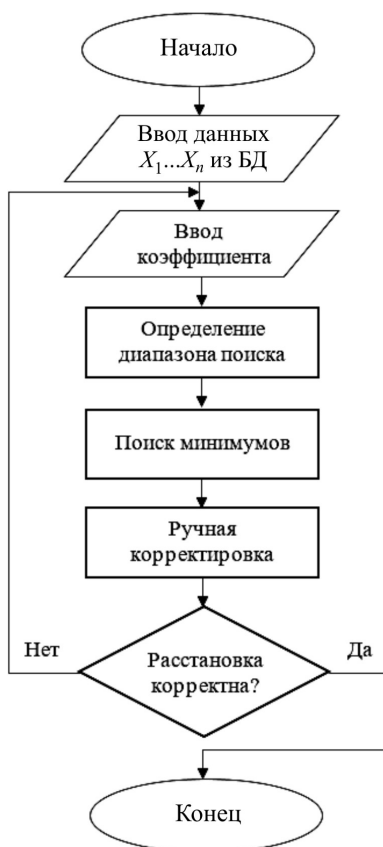 Начало
Ввод данных
X₁...Xₙ из БД
Ввод
коэффициента
Определение
диапазона поиска
Поиск минимумов
Ручная
корректировка
Нет
Да
Расстановка
корректна?
Конец